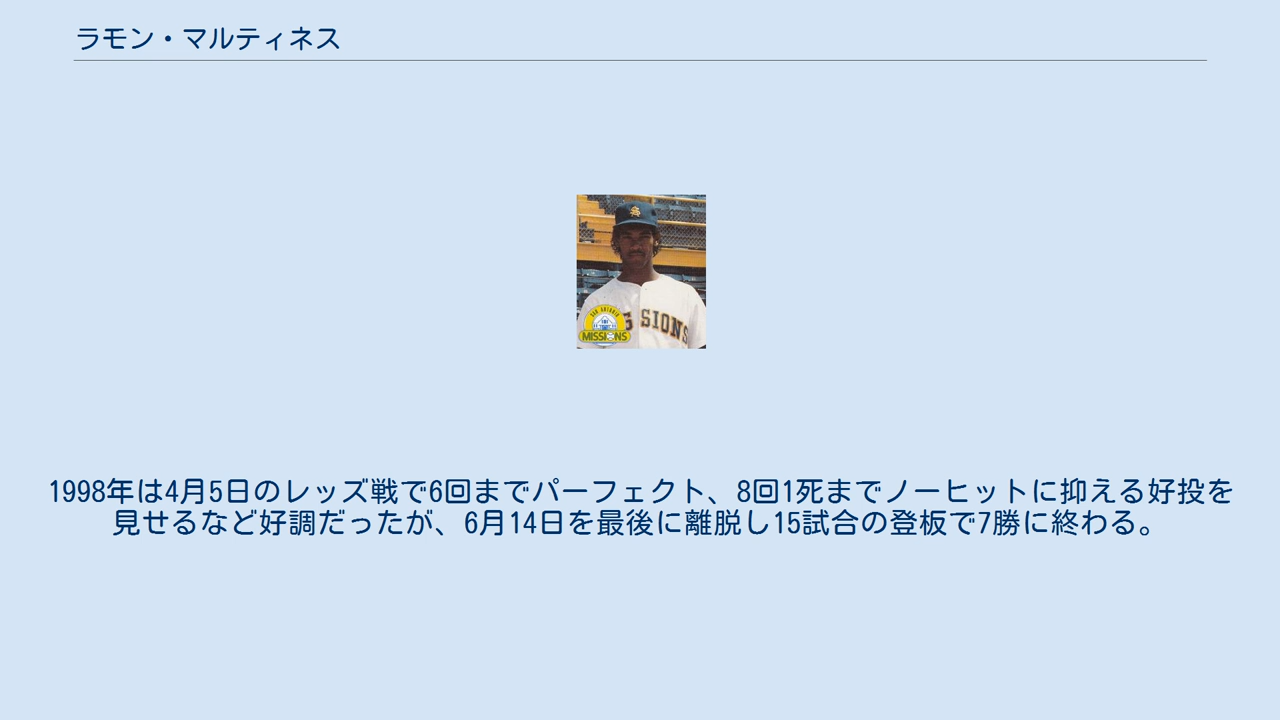 ラモン・マルティネス
SAN ANTONIO
MISSIONS
SIONS
1998年は4月5日のレッズ戦で6回までパーフェクト、8回1死までノーヒットに抑える好投を
見せるなど好調だったが、6月14日を最後に離脱し15試合の登板で7勝に終わる。